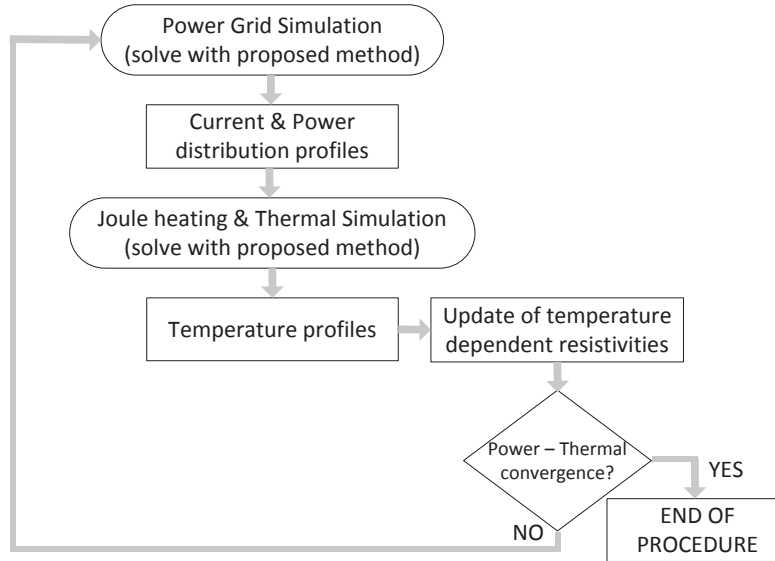 Power Grid Simulation
(solve with proposed method)
Current & Power
distribution profiles
Joule heating & Thermal Simulation
(solve with proposed method)
Temperature profiles
Update of temperature
dependent resistivities
Power – Thermal
convergence?
YES
NO
END OF
PROCEDURE